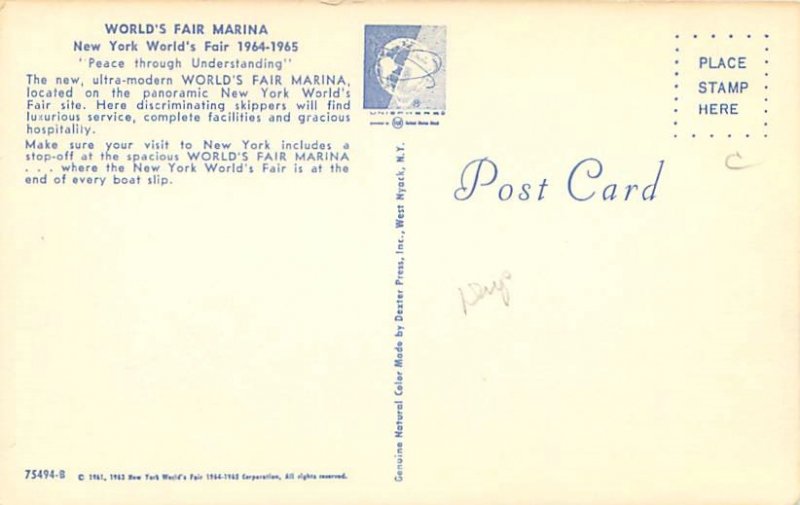 WORLD'S FAIR MARINA
New York World's Fair 1964-1965
"Peace through Understanding"
The new, ultra-modern WORLD'S FAIR MARINA,
located on the panoramic New York World's
Fair site. Here discriminating skippers will find
luxurious service, complete facilities and gracious
hospitality.
Make sure your visit to New York includes a
stop-off at the spacious WORLD'S FAIR MARINA
. . . where the New York World's Fair is at the
end of every boat slip.
75494-B © 1961, 1963 New York World's Fair 1964-1965 Corporation, All rights reserved.
Genuine Natural Color Made by Dexter Press, Inc., West Nyack, N.Y.
PLACE
STAMP
HERE
Post Card
C